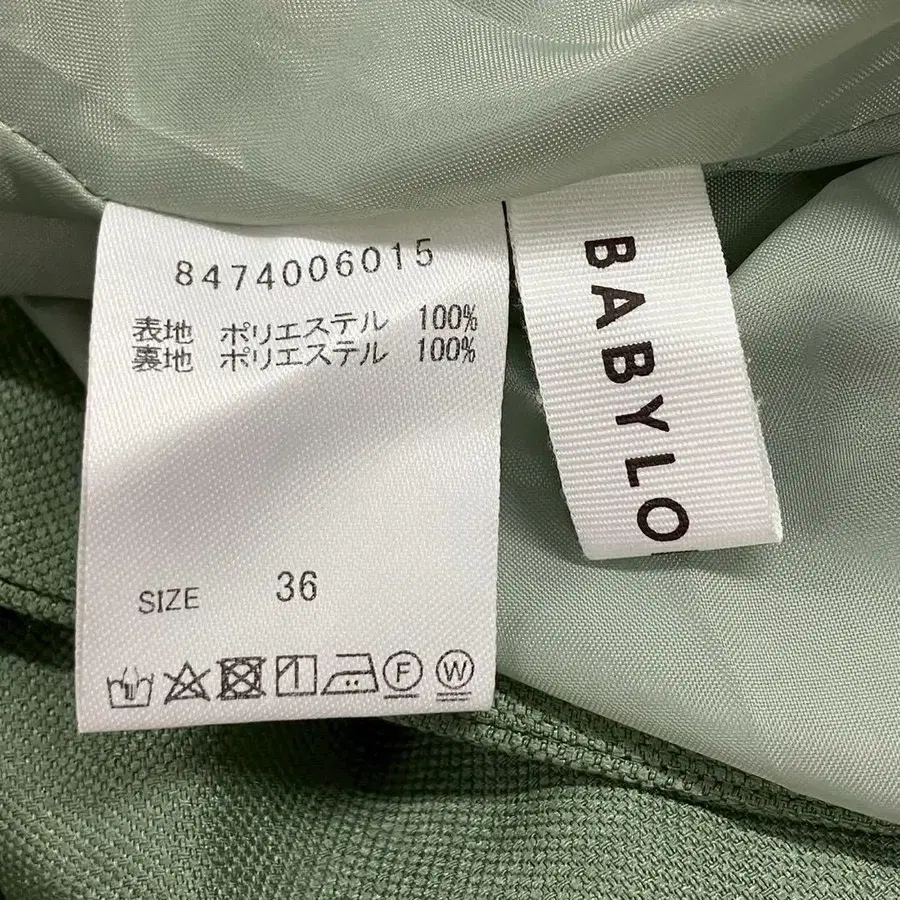 8474006015
表地 ポリエステル 100%
裏地 ポリエステル 100%
SIZE 36
F W
BABYLO